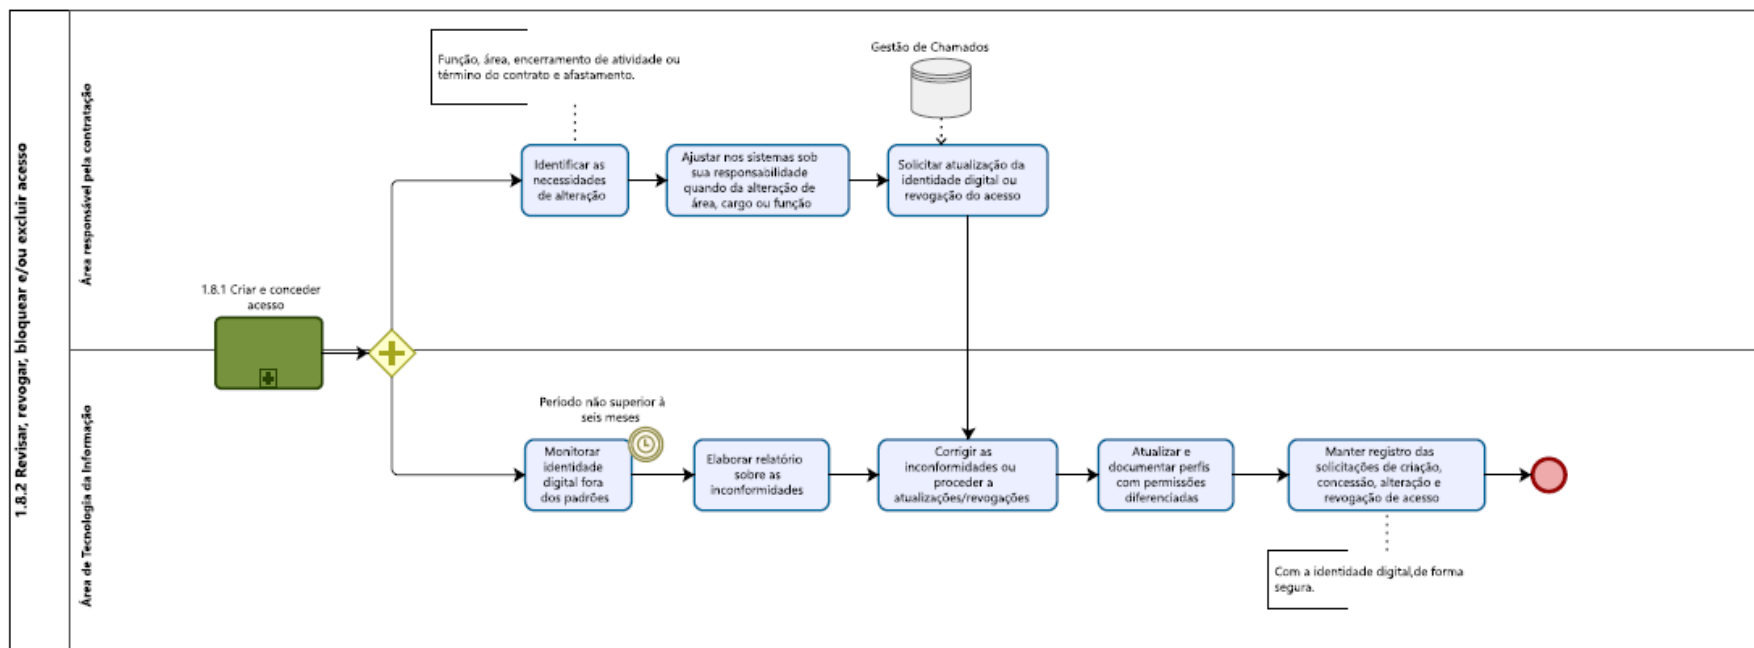 1.8.2 Revisar, revogar, bloquear e/ou excluir acesso
Área responsável pela contratação
Função, área, encerramento de atividade ou
término do contrato e afastamento.
Gestão de Chamados
Identificar as
necessidades
de alteração
Ajustar nos sistemas sob
sua responsabilidade
quando da alteração de
área, cargo ou função
Solicitar atualização da
identidade digital ou
revogação do acesso
1.8.1 Criar e conceder
acesso
Área de Tecnologia da Informação
Período não superior à
seis meses
Monitorar
identidade
digital fora
dos padrões
Elaborar relatório
sobre as
inconformidades
Corrigir as
inconformidades ou
proceder a
atualizações/revogações
Atualizar e
documentar perfis
com permissões
diferenciadas
Manter registro das
solicitações de criação,
concessão, alteração e
revogação de acesso
Com a identidade digital,de forma
segura.